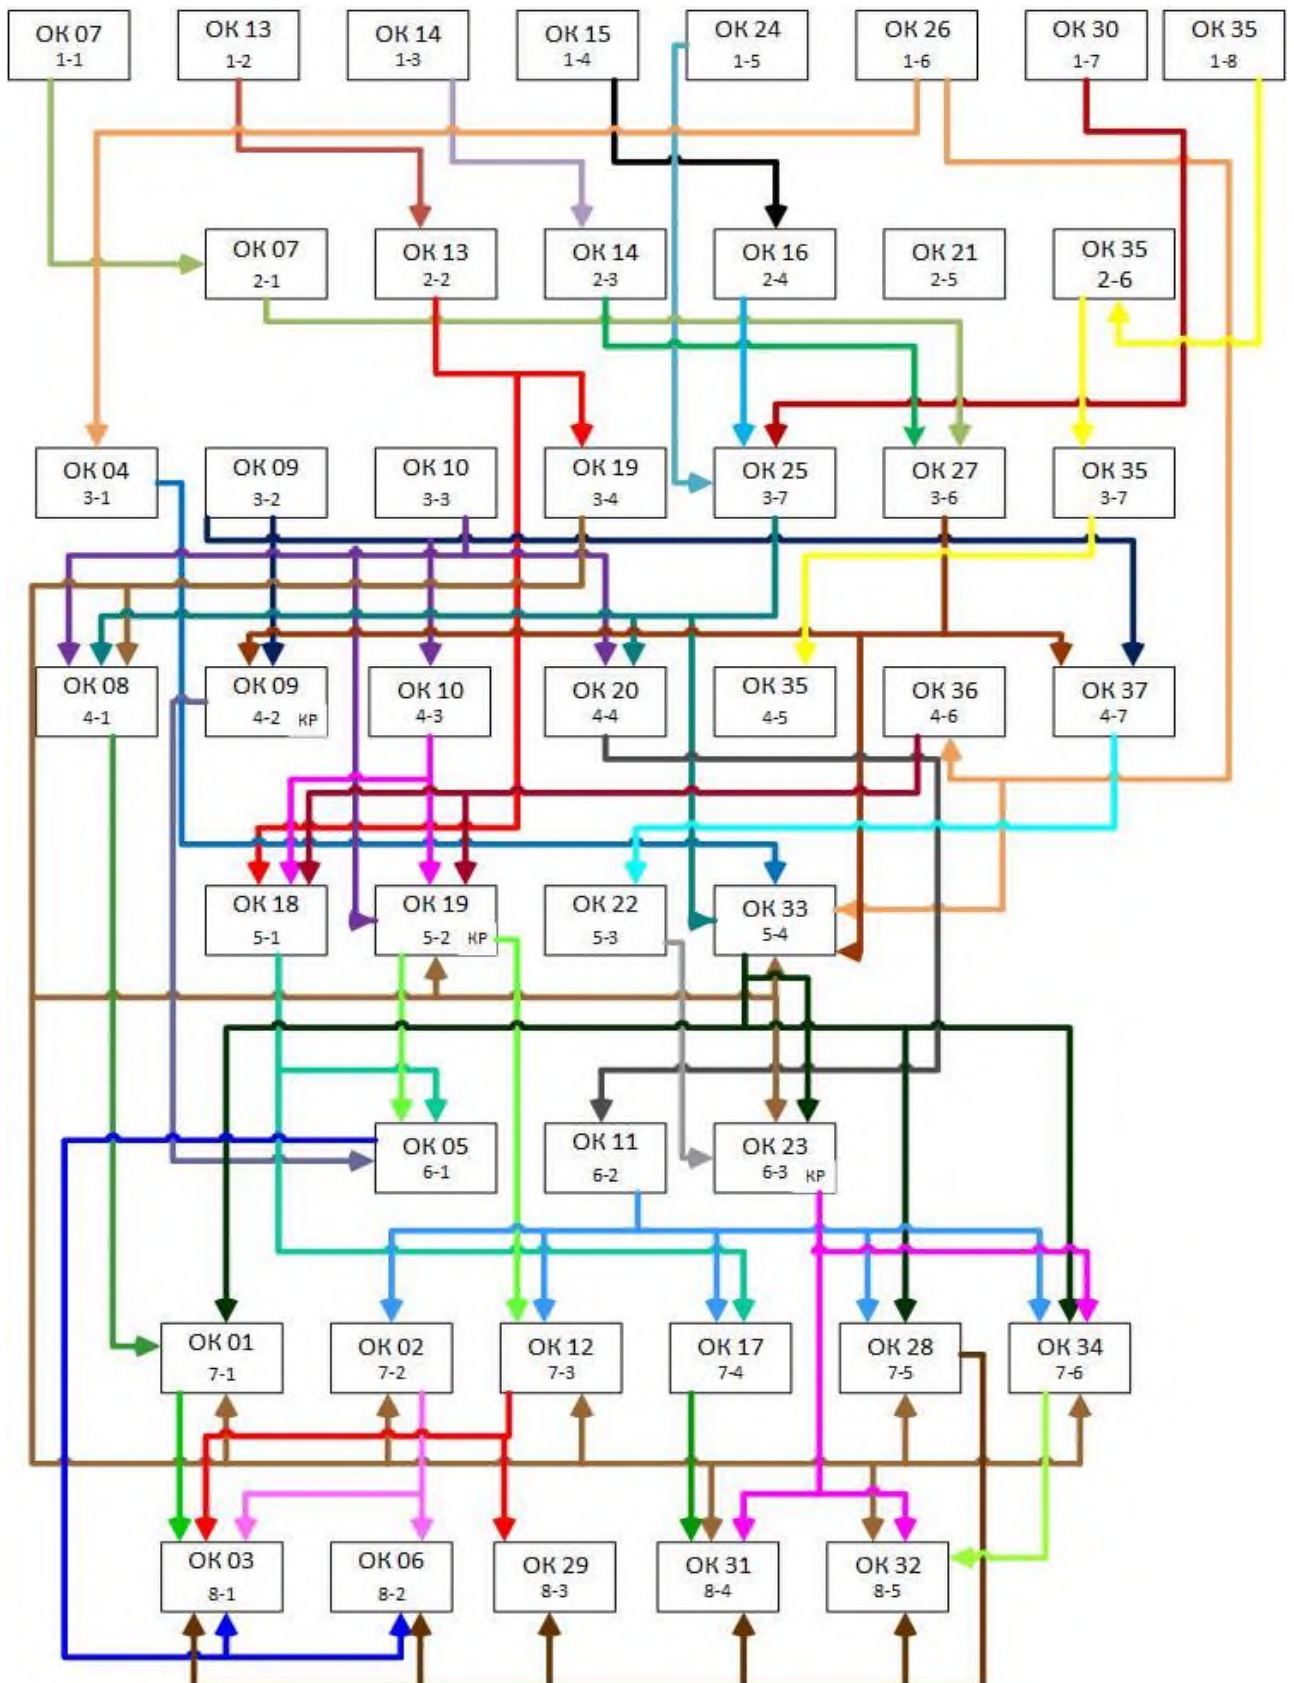 ОК 07
1-1
ОК 13
1-2
ОК 14
1-3
ОК 15
1-4
ОК 24
1-5
ОК 26
1-6
ОК 30
1-7
ОК 35
1-8
ОК 07
2-1
ОК 13
2-2
ОК 14
2-3
ОК 16
2-4
ОК 21
2-5
ОК 35
2-6
ОК 04
3-1
ОК 09
3-2
ОК 10
3-3
ОК 19
3-4
ОК 25
3-7
ОК 27
3-6
ОК 35
3-7
ОК 08
4-1
ОК 09
4-2 КР
ОК 10
4-3
ОК 20
4-4
ОК 35
4-5
ОК 36
4-6
ОК 37
4-7
ОК 18
5-1
ОК 19
5-2 КР
ОК 22
5-3
ОК 33
5-4
ОК 05
6-1
ОК 11
6-2
ОК 23
6-3 КР
ОК 01
7-1
ОК 02
7-2
ОК 12
7-3
ОК 17
7-4
ОК 28
7-5
ОК 34
7-6
ОК 03
8-1
ОК 06
8-2
ОК 29
8-3
ОК 31
8-4
ОК 32
8-5